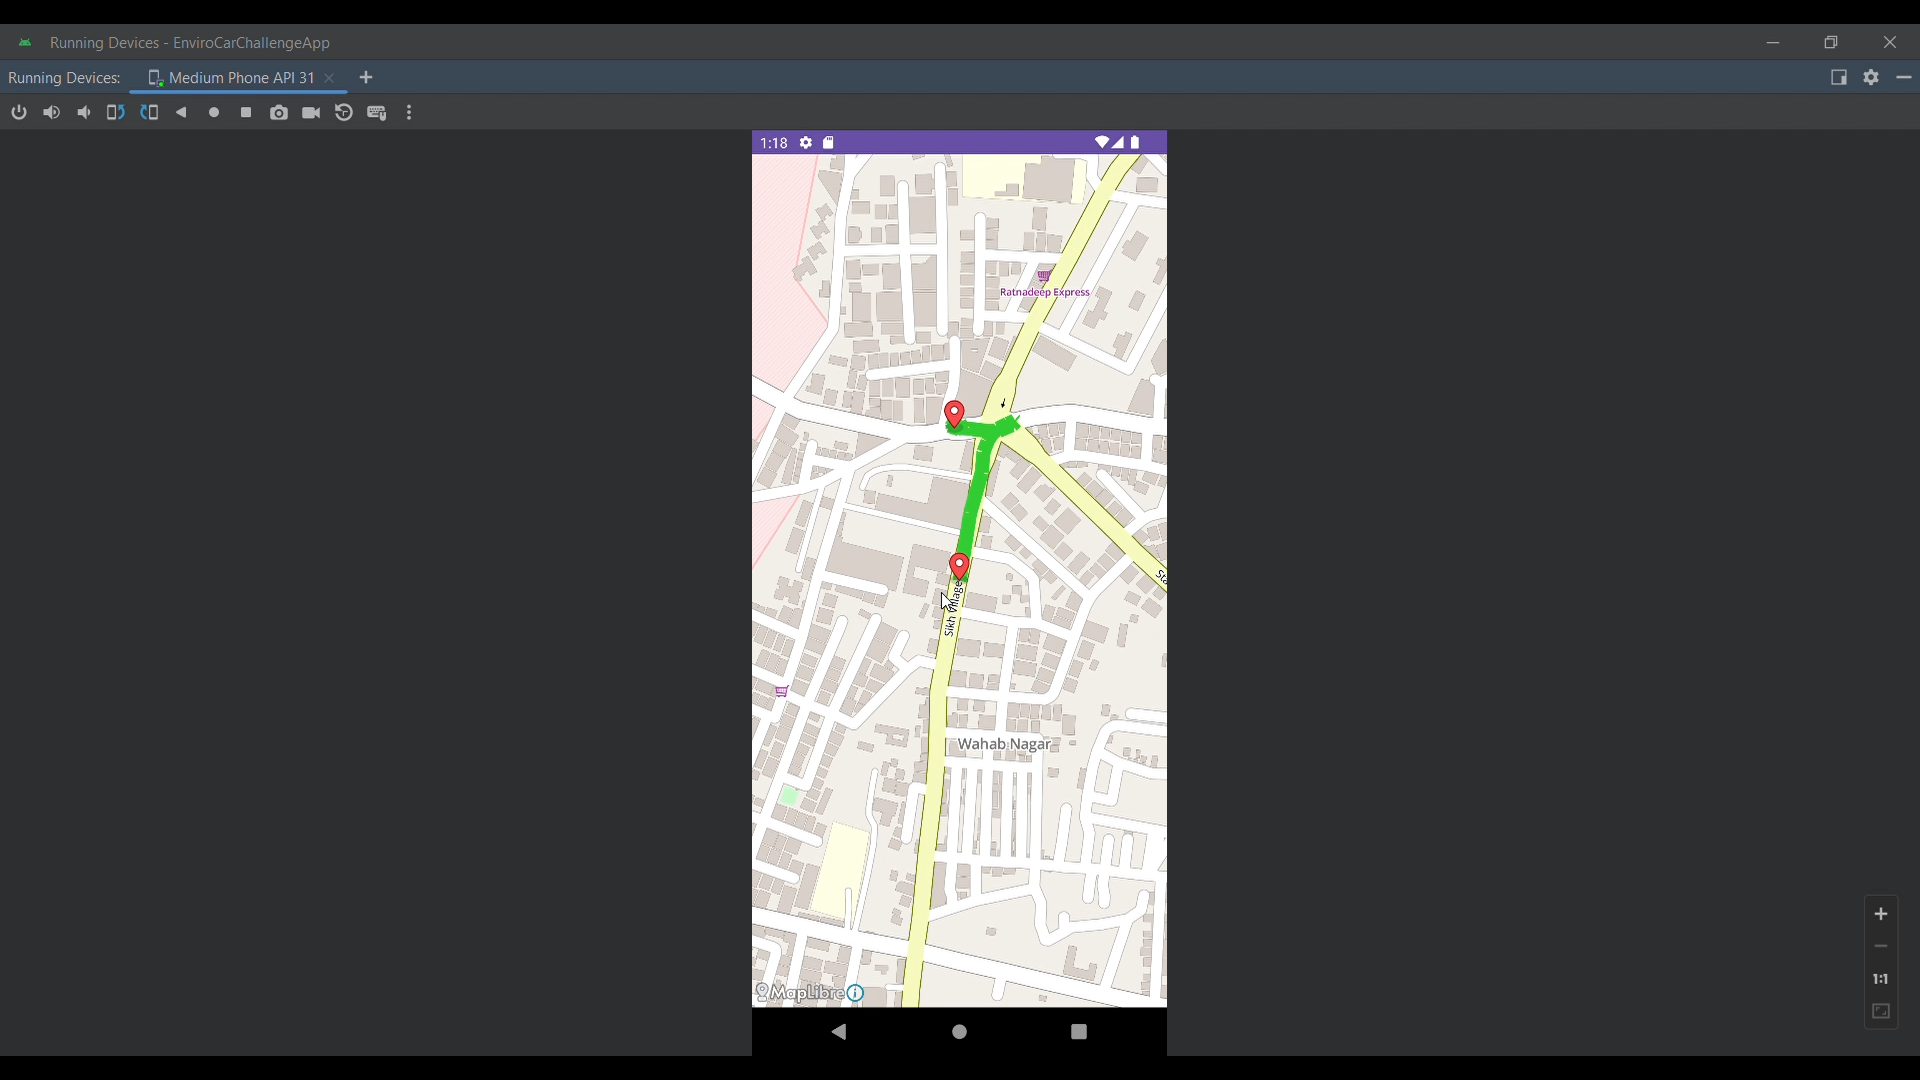 Running Devices - EnviroCarChallengeApp
Running Devices: Medium Phone API 31
1:18
Ratnadeep Express
Sikh Village
Wahab Nagar
MapLibre
1:1